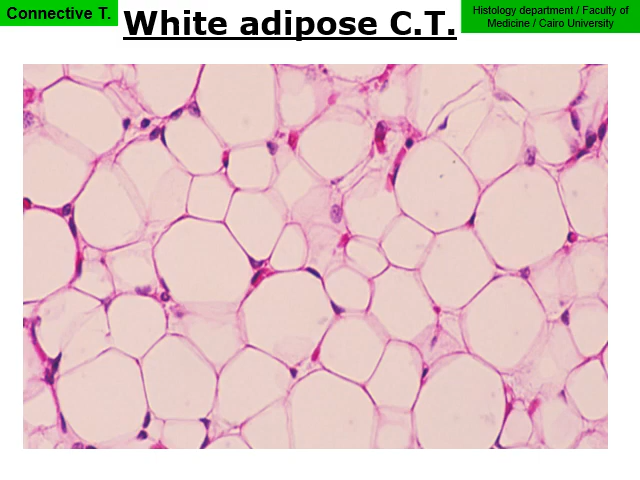 Connective T.
White adipose C.T.
Histology department / Faculty of
Medicine / Cairo University